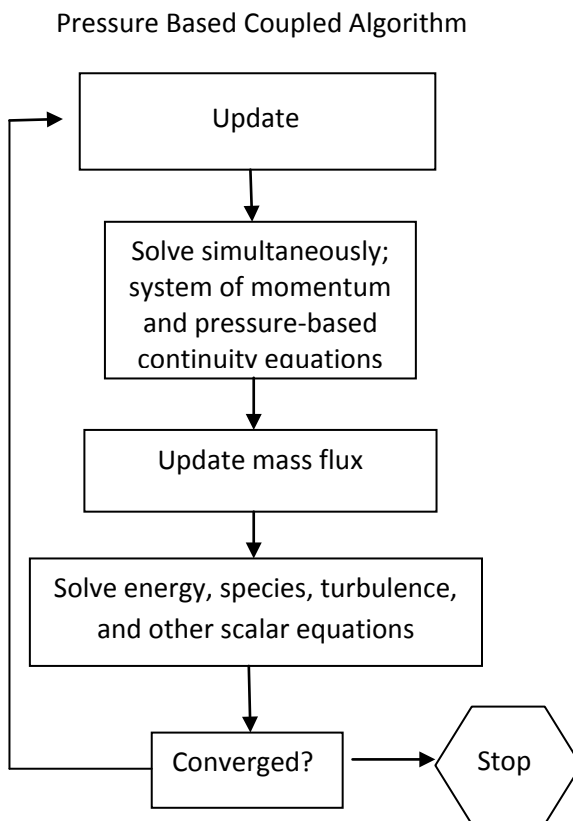 Pressure Based Coupled Algorithm
Update
Solve simultaneously;
system of momentum
and pressure-based
continuity equations
Update mass flux
Solve energy, species, turbulence,
and other scalar equations
Converged?
Stop